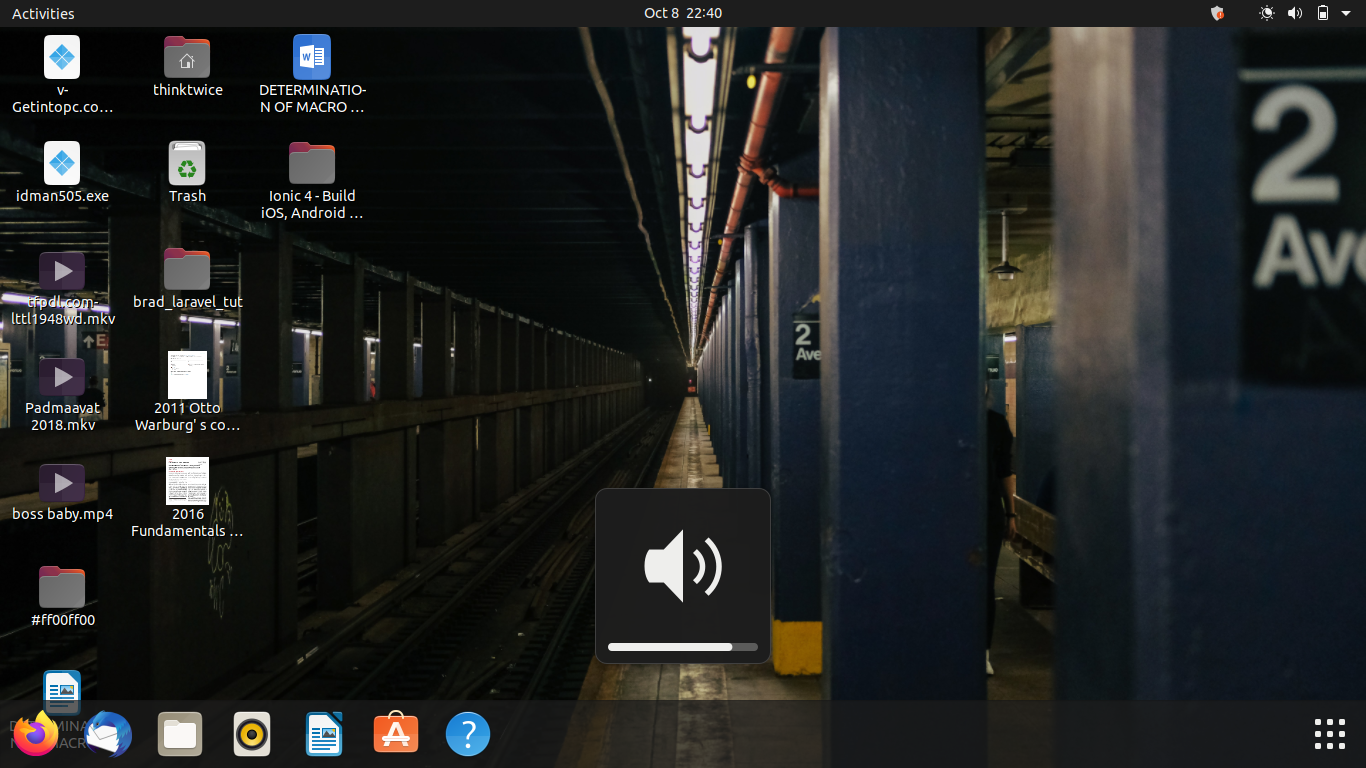 Activities
Oct 8 22:40
v-
Getintopc.co...
thinktwice
DETERMINATIO-
N OF MACRO ...
idman505.exe
Trash
Ionic 4 - Build
iOS, Android ...
tfpdl.com-
lttl1948wd.mkv
brad_laravel_tut
Padmaavat
2018.mkv
2011 Otto
Warburg' s co...
boss baby.mp4
2016
Fundamentals ...
#ff00ff00
2
Ave
2
Ave
E